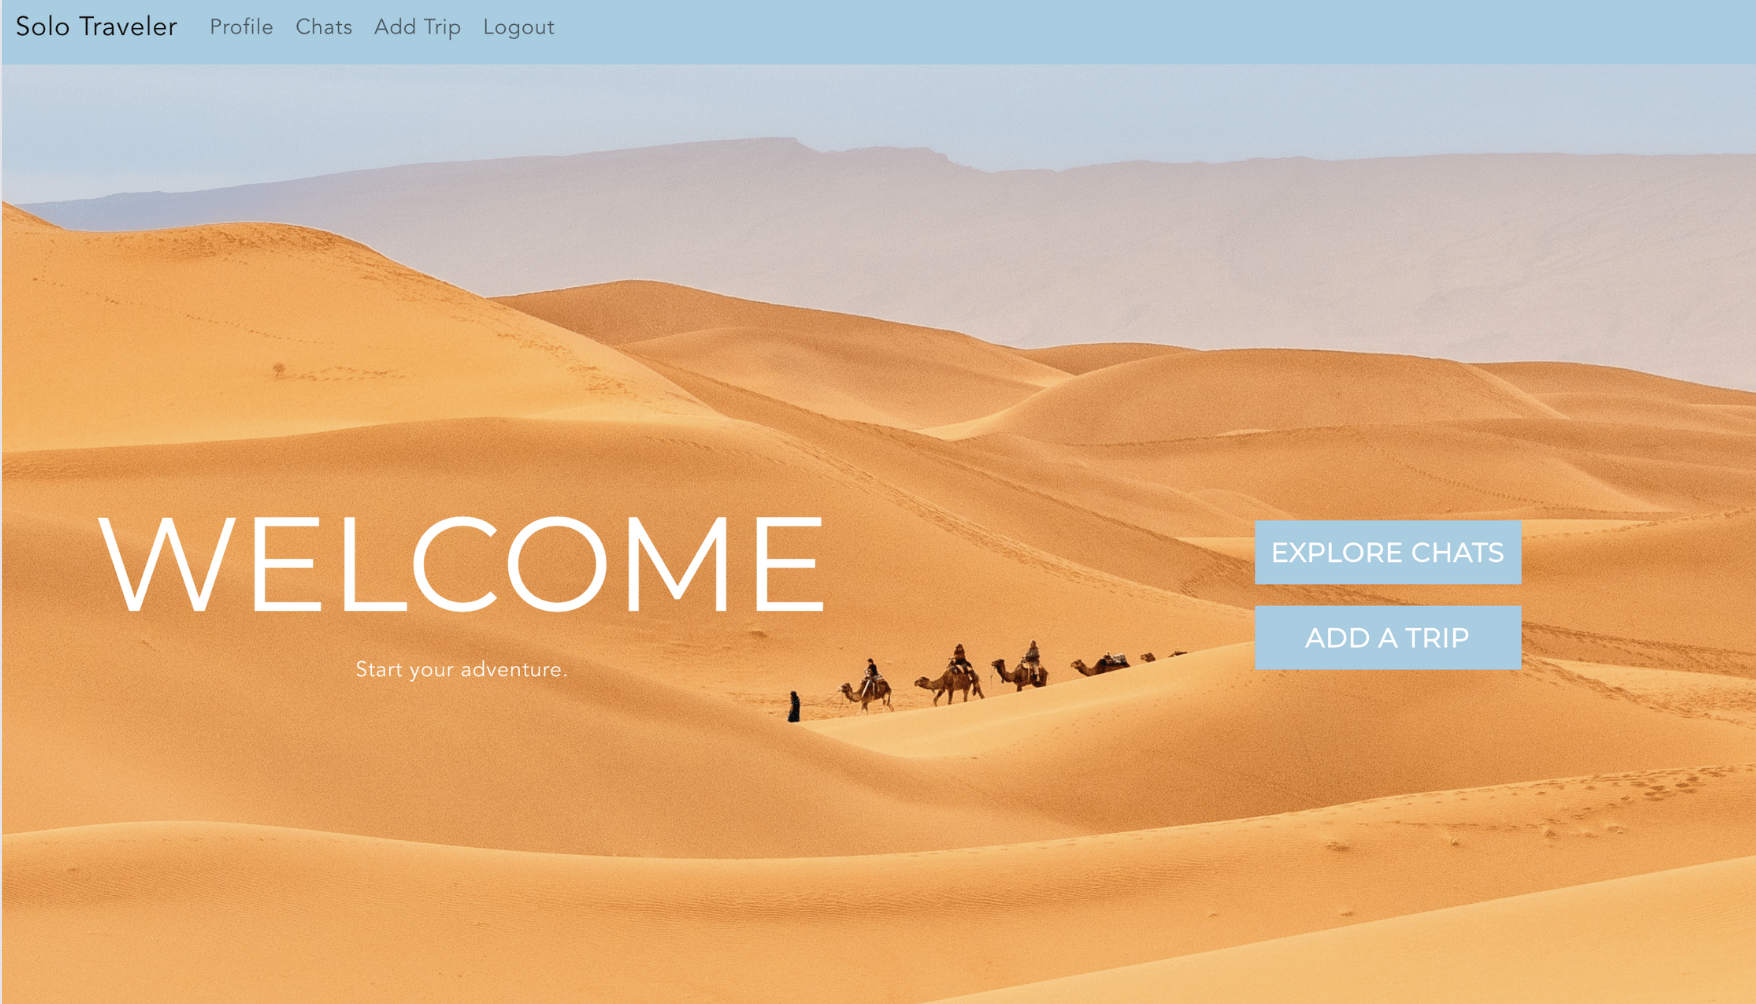 Solo Traveler Profile Chats Add Trip Logout
WELCOME
Start your adventure.
EXPLORE CHATS
ADD A TRIP